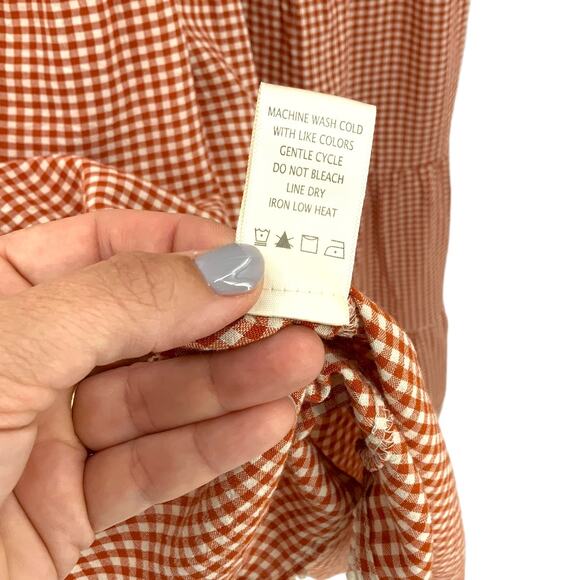 MACHINE WASH COLD
WITH LIKE COLORS
GENTLE CYCLE
DO NOT BLEACH
LINE DRY
IRON LOW HEAT